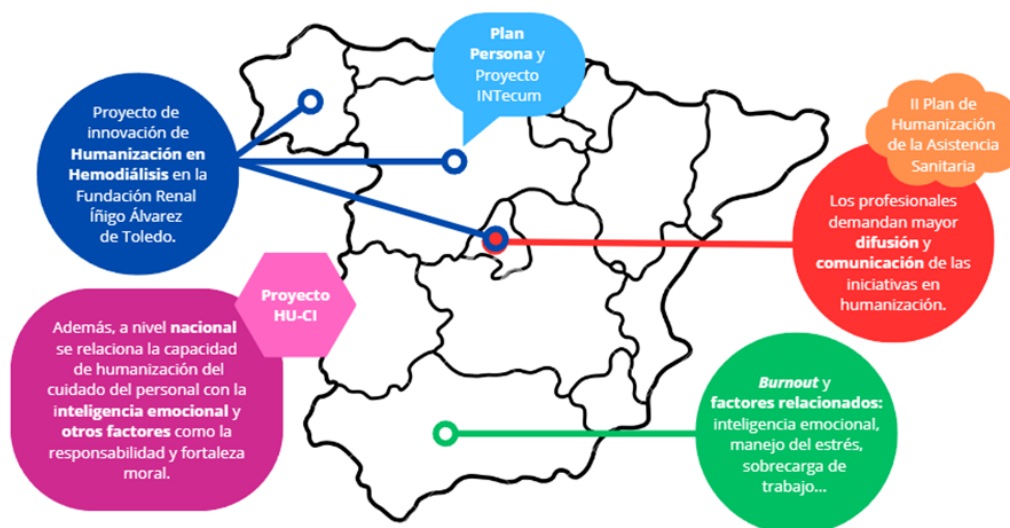 Plan
Persona y
Proyecto
INTecum
Proyecto de
innovación de
Humanización en
Hemodiálisis en la
Fundación Renal
Íñigo Álvarez
de Toledo.
II Plan de
Humanización
de la Asistencia
Sanitaria
Los profesionales
demandan mayor
difusión y
comunicación de las
iniciativas en
humanización.
Proyecto
HU-CI
Además, a nivel nacional
se relaciona la capacidad
de humanización del
cuidado del personal con la
inteligencia emocional y
otros factores como la
responsabilidad y fortaleza
moral.
Burnout y
factores relacionados:
inteligencia emocional,
manejo del estrés,
sobrecarga de
trabajo...